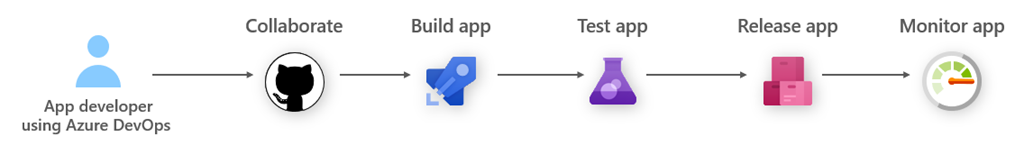 Collaborate
Build app
Test app
Release app
Monitor app
App developer
using Azure DevOps